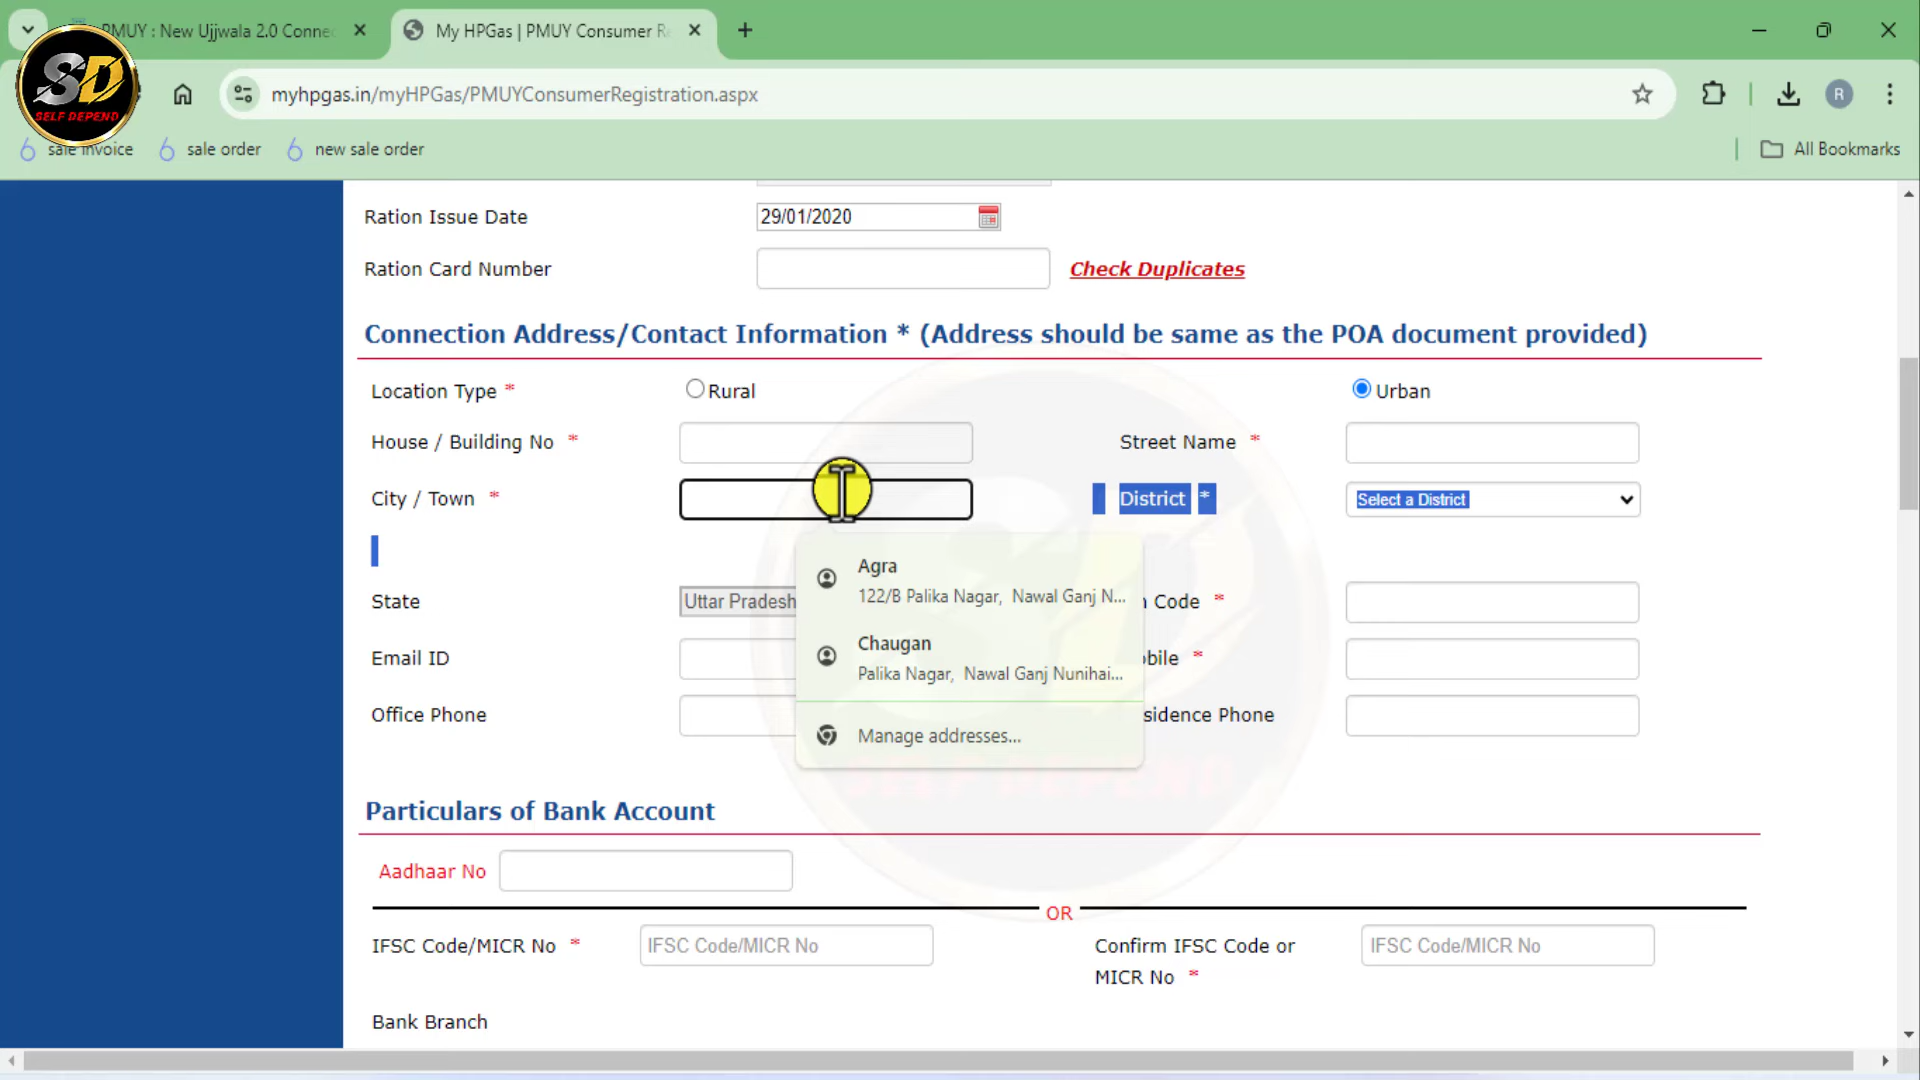 PMUY : New Ujjwala 2.0 Conne
My HPGas | PMUY Consumer Re
SD
SELF DEPEND
myhpgas.in/myHPGas/PMUYConsumerRegistration.aspx
R
sale invoice
sale order
new sale order
All Bookmarks
Ration Issue Date
29/01/2020
Ration Card Number
Check Duplicates
Connection Address/Contact Information * (Address should be same as the POA document provided)
Location Type *
Rural
Urban
House / Building No *
Street Name *
City / Town *
District *
Select a District
Agra
122/B Palika Nagar, Nawal Ganj N...
State
Uttar Pradesh
n Code *
Chaugan
Palika Nagar, Nawal Ganj Nunihai...
Email ID
obile *
Office Phone
sidence Phone
Manage addresses...
SELF DEPEND
Particulars of Bank Account
Aadhaar No
OR
IFSC Code/MICR No *
IFSC Code/MICR No
Confirm IFSC Code or
MICR No *
IFSC Code/MICR No
Bank Branch